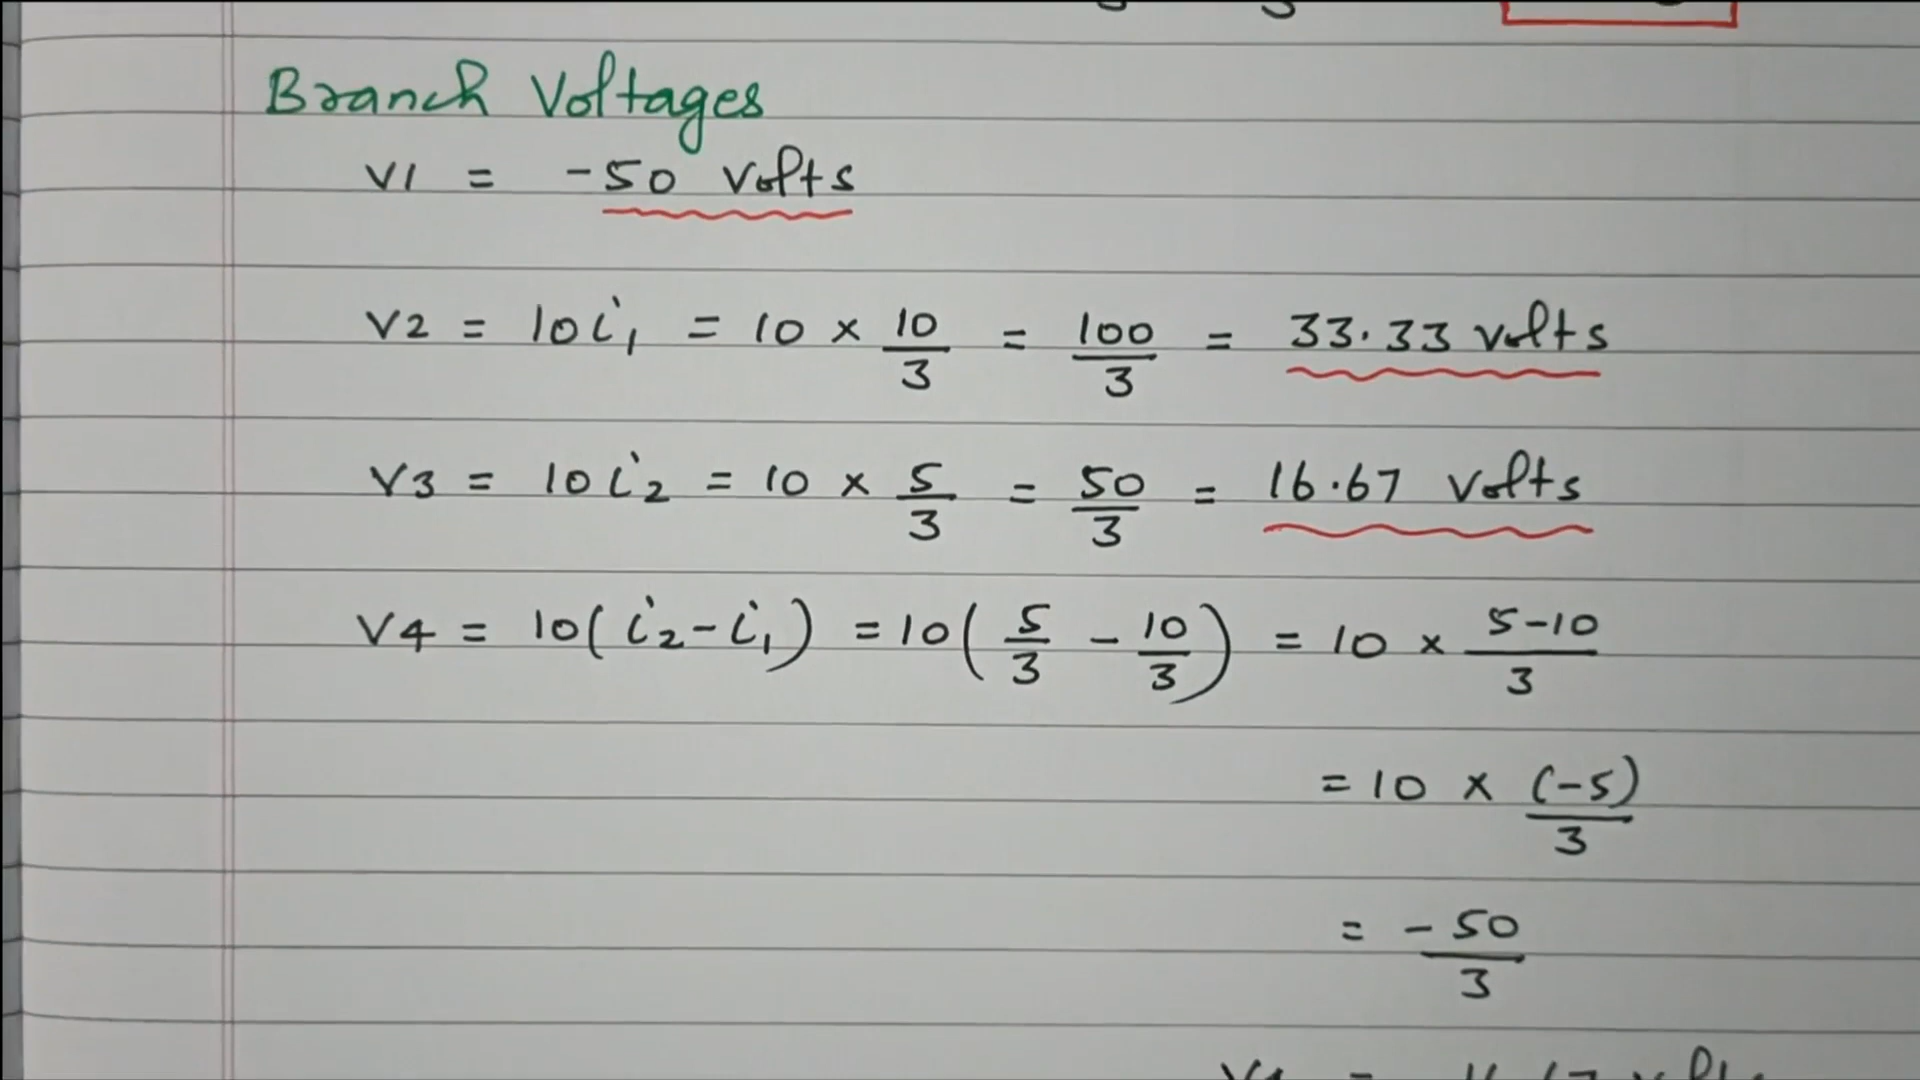 Branch Voltages
V1 = -50 volts
V2 = 10i₁ = 10 × 10/3 = 100/3 = 33.33 volts
V3 = 10i₂ = 10 × 5/3 = 50/3 = 16.67 volts
V4 = 10(i₂-i₁) = 10(5/3 - 10/3) = 10 × 5-10/3
= 10 × (-5)/3
= -50/3